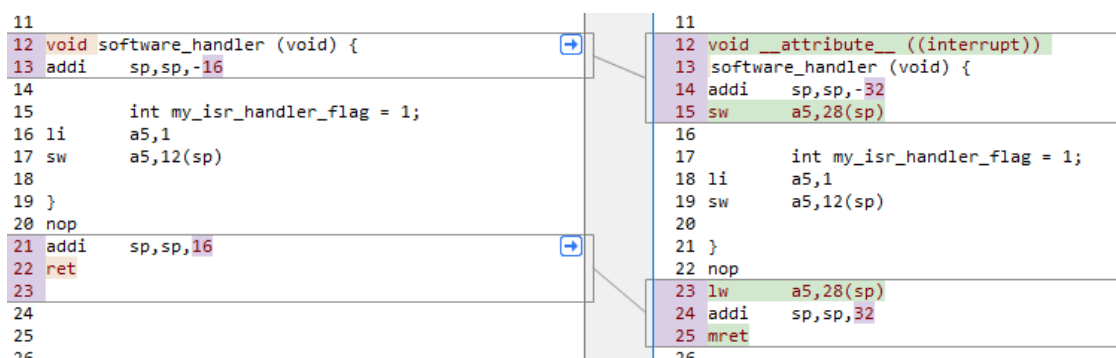 11
12 void software_handler (void) {
13 addi sp,sp,-16
14
15 int my_isr_handler_flag = 1;
16 li a5,1
17 sw a5,12(sp)
18
19 }
20 nop
21 addi sp,sp,16
22 ret
23
24
25
26
11
12 void __attribute__ ((interrupt))
13 software_handler (void) {
14 addi sp,sp,-32
15 sw a5,28(sp)
16
17 int my_isr_handler_flag = 1;
18 li a5,1
19 sw a5,12(sp)
20
21 }
22 nop
23 lw a5,28(sp)
24 addi sp,sp,32
25 mret
26